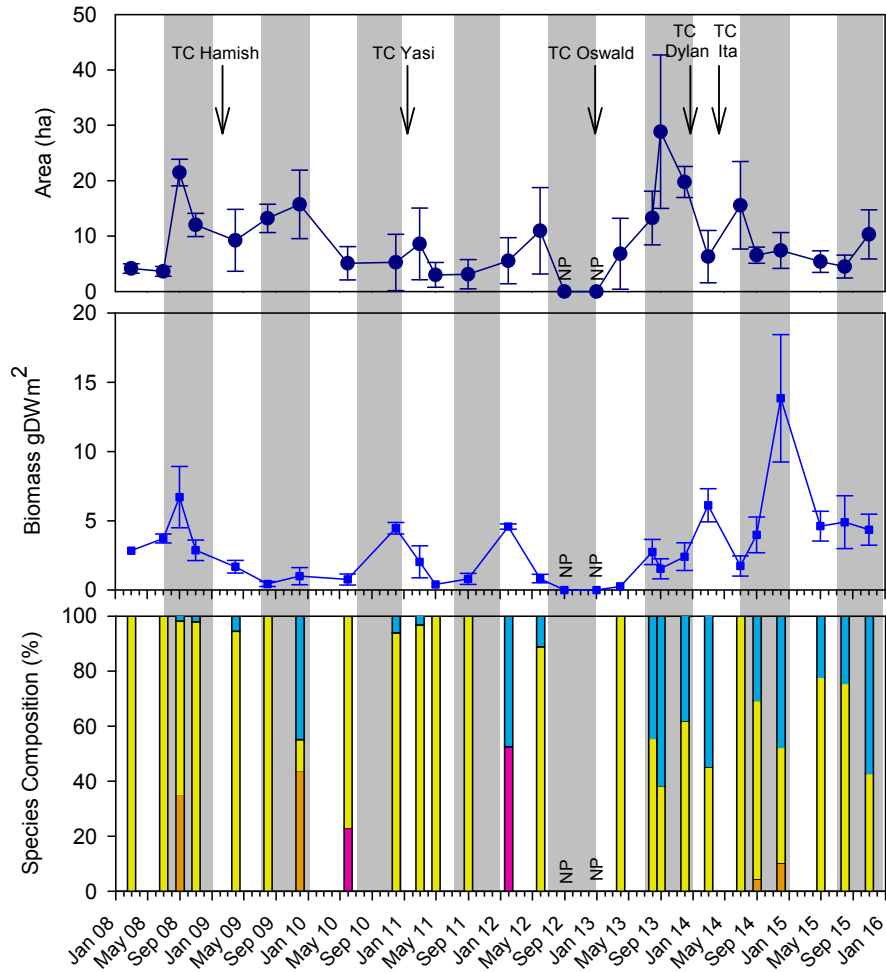 50
40
30
20
10
0
Area (ha)
TC Hamish
TC Yasi
TC Oswald
TC
Dylan
TC
Ita
NP
NP
20
15
10
5
0
Biomass gDWm2
NP
NP
100
80
60
40
20
0
Species Composition (%)
NP
NP
Jan 08
May 08
Sep 08
Jan 09
May 09
Sep 09
Jan 10
May 10
Sep 10
Jan 11
May 11
Sep 11
Jan 12
May 12
Sep 12
Jan 13
May 13
Sep 13
Jan 14
May 14
Sep 14
Jan 15
May 15
Sep 15
Jan 16